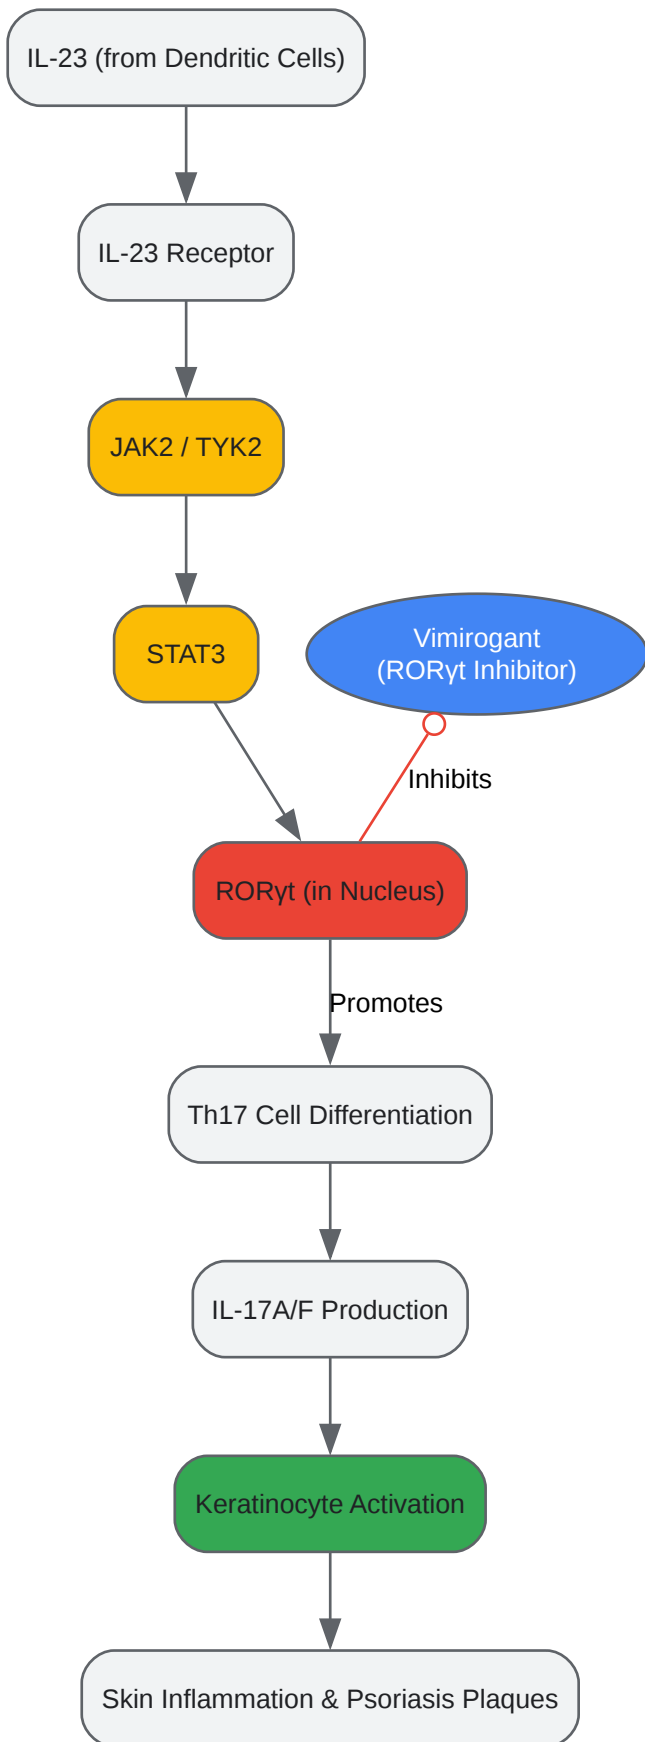 IL-23 (from Dendritic Cells)
IL-23 Receptor
JAK2 / TYK2
STAT3
Vimirogant
(RORγt Inhibitor)
Inhibits
RORγt (in Nucleus)
Promotes
Th17 Cell Differentiation
IL-17A/F Production
Keratinocyte Activation
Skin Inflammation & Psoriasis Plaques